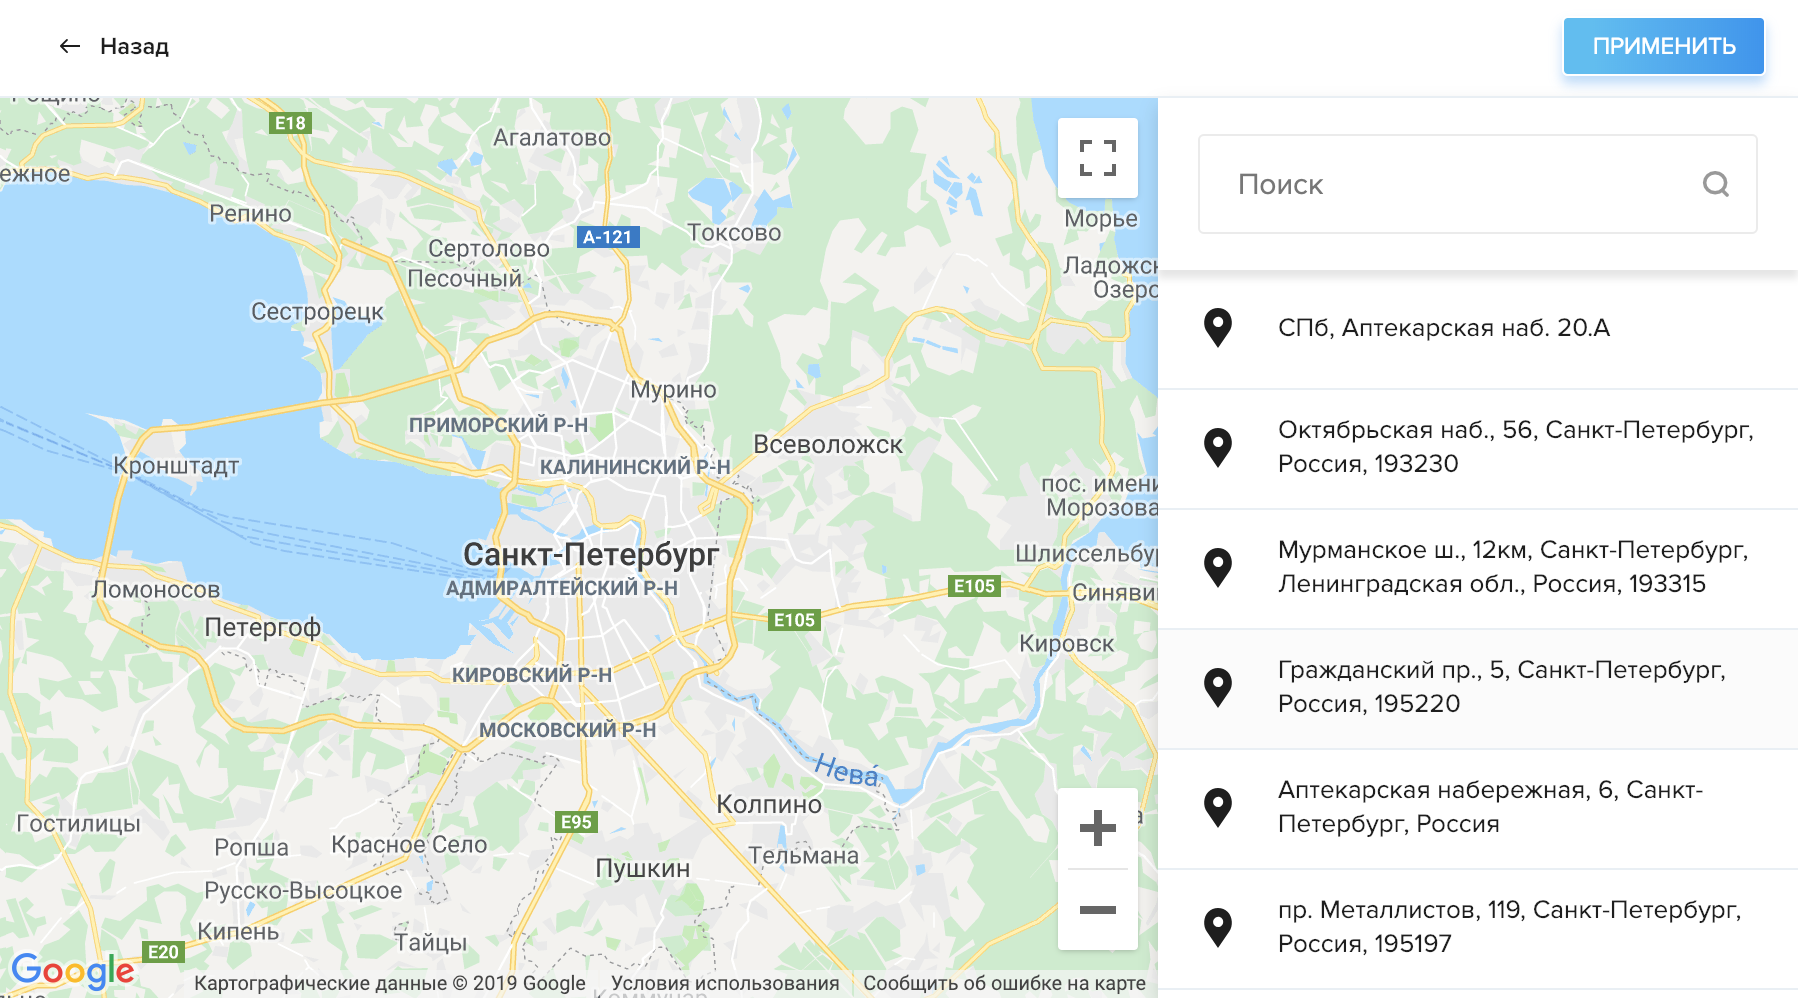 Назад
ПРИМЕНИТЬ
E18
Агалатово
Репино
Сертолово
A-121
Токсово
Морье
Песочный
Сестрорецк
Мурино
ПРИМОРСКИЙ Р-Н
Всеволожск
КАЛИНИНСКИЙ Р-Н
Кронштадт
пос. имени
Морозова
Санкт-Петербург
АДМИРАЛТЕЙСКИЙ Р-Н
E105
Ломоносов
E105
Петергоф
Кировск
КИРОВСКИЙ Р-Н
МОСКОВСКИЙ Р-Н
Нева́
Колпино
Гостилицы
E95
Ропша
Красное Село
Тельмана
Пушкин
Русско-Высоцкое
Кипень
Тайцы
E20
Google
Картографические данные © 2019 Google
Условия использования
Сообщить об ошибке на карте
Поиск
СПб, Аптекарская наб. 20.А
Октябрьская наб., 56, Санкт-Петербург,
Россия, 193230
Мурманское ш., 12км, Санкт-Петербург,
Ленинградская обл., Россия, 193315
Гражданский пр., 5, Санкт-Петербург,
Россия, 195220
Аптекарская набережная, 6, Санкт-
Петербург, Россия
пр. Металлистов, 119, Санкт-Петербург,
Россия, 195197